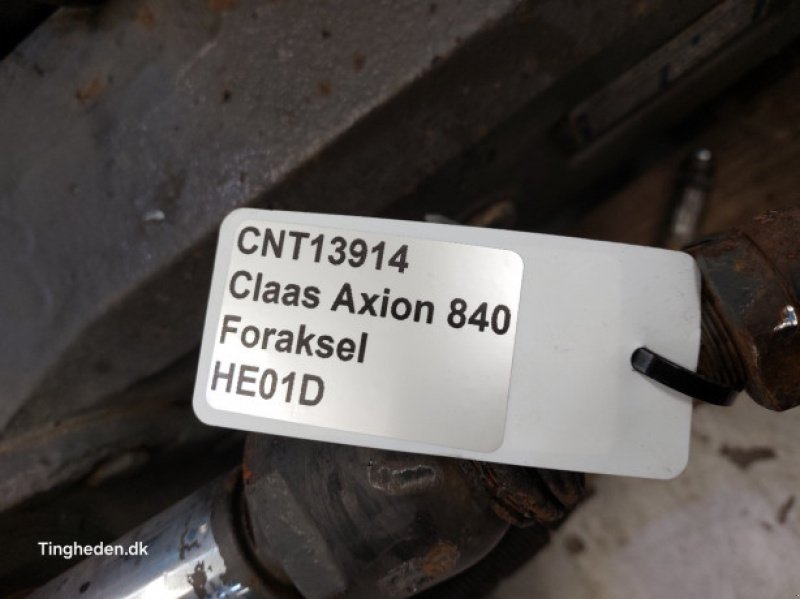 CNT13914
Claas Axion 840
Foraksel
HE01D
Tingheden.dk